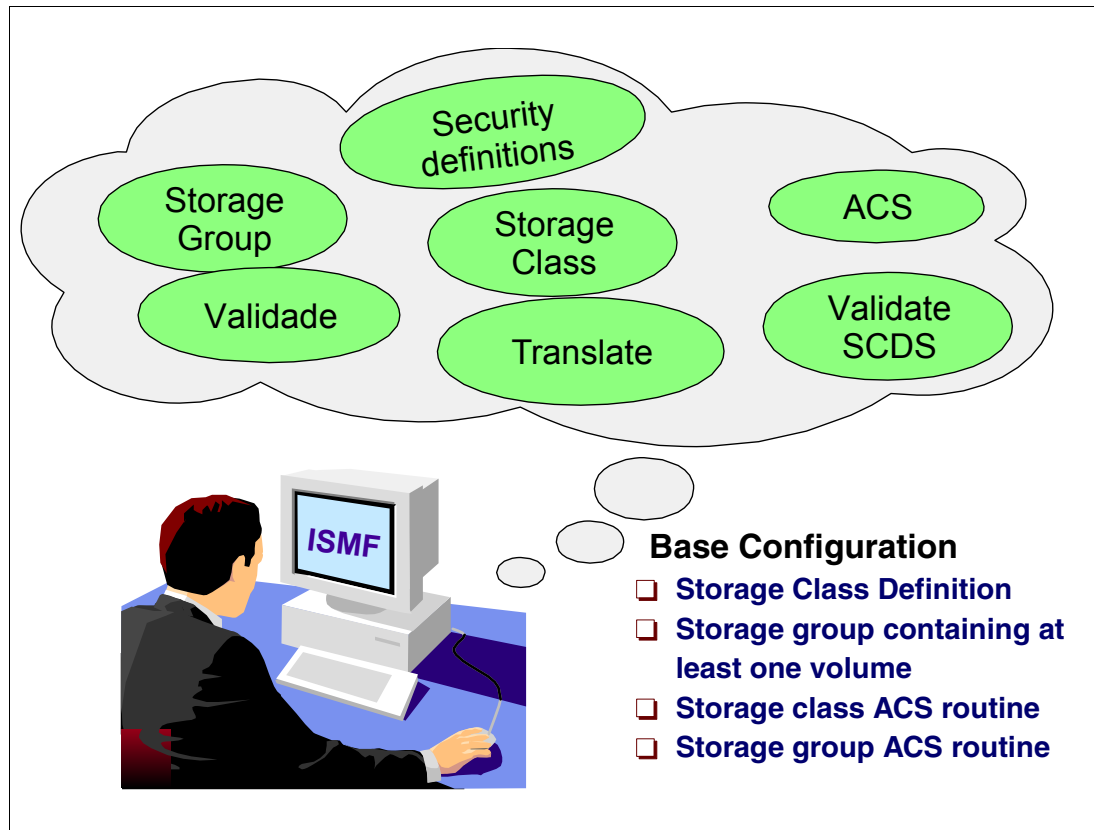 Security
definitions
Storage
Group
Storage
Class
ACS
Validade
Translate
Validate
SCDS
ISMF
Base Configuration
Storage Class Definition
Storage group containing at
least one volume
Storage class ACS routine
Storage group ACS routine